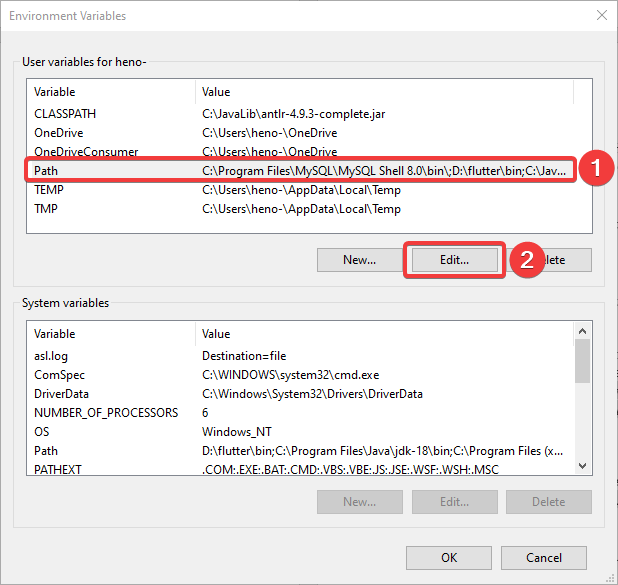 Environment Variables
User variables for heno-
Variable Value
CLASSPATH C:\JavaLib\antlr-4.9.3-complete.jar
OneDrive C:\Users\heno-\OneDrive
OneDriveConsumer C:\Users\heno-\OneDrive
Path C:\Program Files\MySQL\MySQL Shell 8.0\bin\;D:\flutter\bin;C:\Jav... 1
TEMP C:\Users\heno-\AppData\Local\Temp
TMP C:\Users\heno-\AppData\Local\Temp
New... Edit... 2 lete
System variables
Variable Value
asl.log Destination=file
ComSpec C:\WINDOWS\system32\cmd.exe
DriverData C:\Windows\System32\Drivers\DriverData
NUMBER_OF_PROCESSORS 6
OS Windows_NT
Path D:\flutter\bin;C:\Program Files\Java\jdk-18\bin;C:\Program Files (x...
PATHEXT .COM;.EXE;.BAT;.CMD;.VBS;.VBE;.JS;.JSE;.WSF;.WSH;.MSC
New... Edit... Delete
OK Cancel